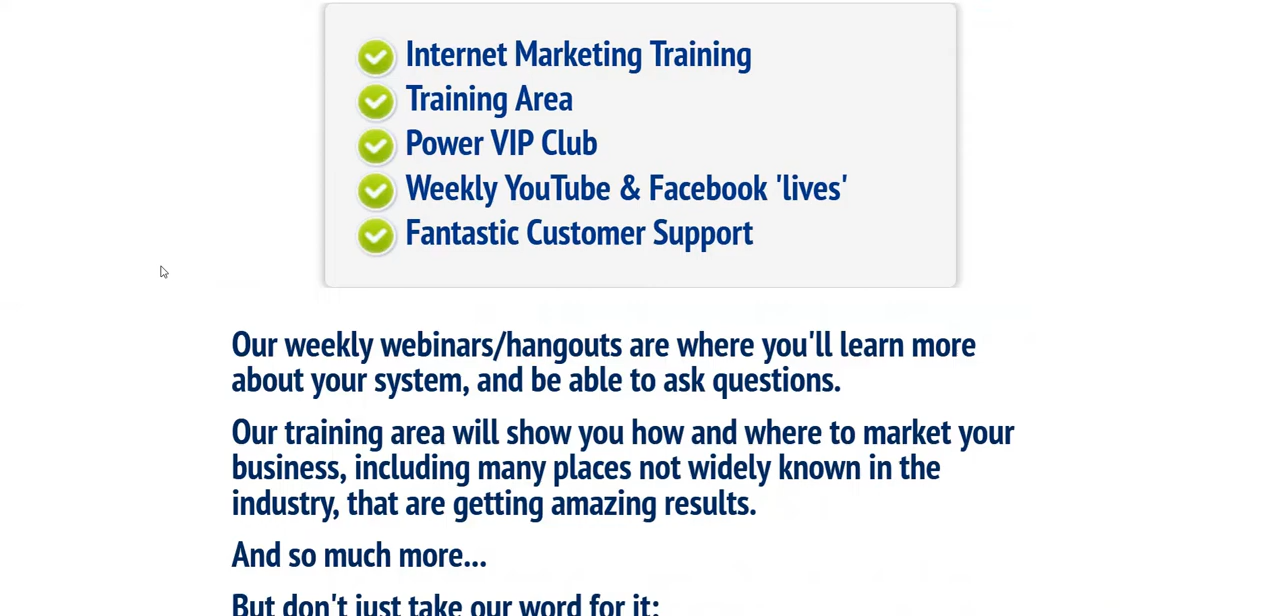 Internet Marketing Training
Training Area
Power VIP Club
Weekly YouTube & Facebook 'lives'
Fantastic Customer Support
Our weekly webinars/hangouts are where you'll learn more
about your system, and be able to ask questions.
Our training area will show you how and where to market your
business, including many places not widely known in the
industry, that are getting amazing results.
And so much more...
But don't just take our word for it: